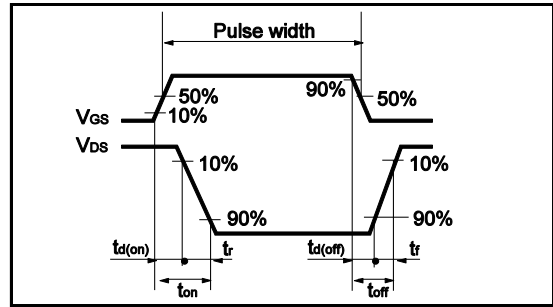 Pulse width
90%
50%
50%
VGS
10%
VDS
10%
10%
90%
90%
td(on)
tr
td(off)
tf
ton
toff